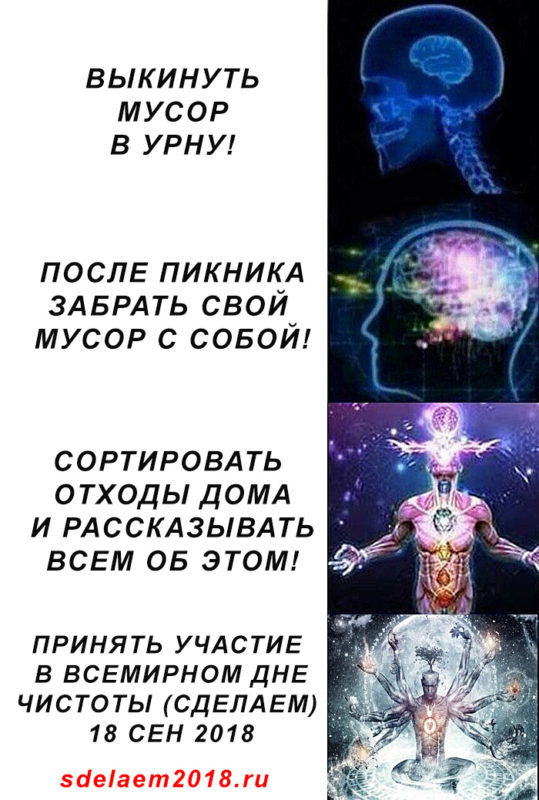 ВЫКИНУТЬ
МУСОР
В УРНУ!
ПОСЛЕ ПИКНИКА
ЗАБРАТЬ СВОЙ
МУСОР С СОБОЙ!
СОРТИРОВАТЬ
ОТХОДЫ ДОМА
И РАССКАЗЫВАТЬ
ВСЕМ ОБ ЭТОМ!
ПРИНЯТЬ УЧАСТИЕ
В ВСЕМИРНОМ ДНЕ
ЧИСТОТЫ (СДЕЛАЕМ)
18 СЕН 2018
sdelaem2018.ru